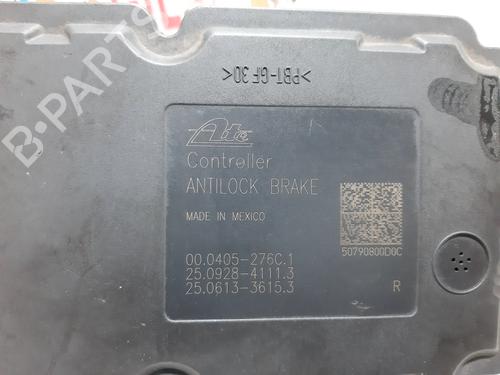 B-PARTS
>PBT-GF30<
Ate
Controller
ANTILOCK BRAKE
MADE IN MEXICO
50790800D0C
00.0405-276C.1
25.0928-4111.3
25.0613-3615.3
R